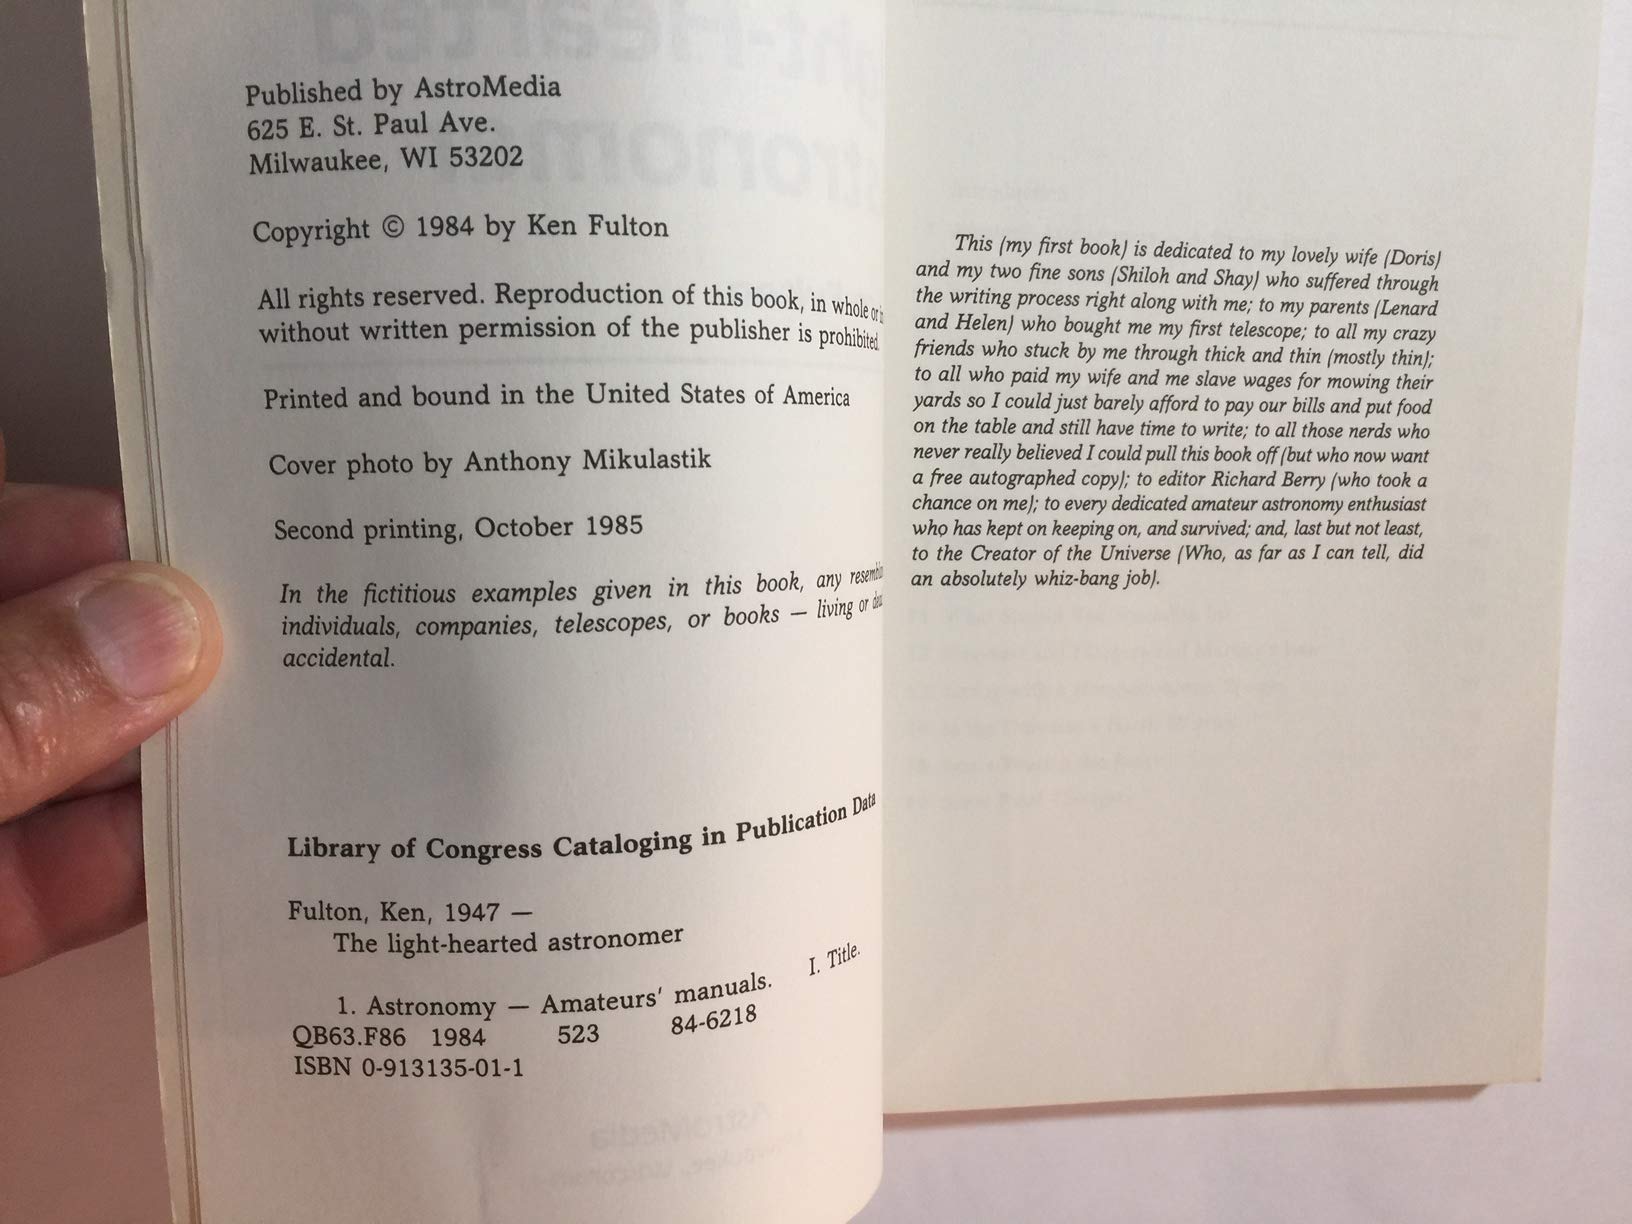 Published by AstroMedia
625 E. St. Paul Ave.
Milwaukee, WI 53202
Copyright © 1984 by Ken Fulton
All rights reserved. Reproduction of this book, in whole or
without written permission of the publisher is prohibited.
Printed and bound in the United States of America
Cover photo by Anthony Mikulastik
Second printing, October 1985
In the fictitious examples given in this book, any
individuals, companies, telescopes, or books — living or
accidental.
Library of Congress Cataloging in Publication Data
Fulton, Ken, 1947 —
The light-hearted astronomer
1. Astronomy — Amateurs' manuals. I. Title.
QB63.F86 1984 523 84-6218
ISBN 0-913135-01-1
This (my first book) is dedicated to my lovely wife (Doris)
and my two fine sons (Shiloh and Shay) who suffered through
the writing process right along with me; to my parents (Lenard
and Helen) who bought me my first telescope; to all my crazy
friends who stuck by me through thick and thin (mostly thin);
to all who paid my wife and me slave wages for mowing their
yards so I could just barely afford to pay our bills and put food
on the table and still have time to write; to all those nerds who
never really believed I could pull this book off (but who now want
a free autographed copy); to editor Richard Berry (who took a
chance on me); to every dedicated amateur astronomy enthusiast
who has kept on keeping on, and survived; and, last but not least,
to the Creator of the Universe (Who, as far as I can tell, did
an absolutely whiz-bang job).